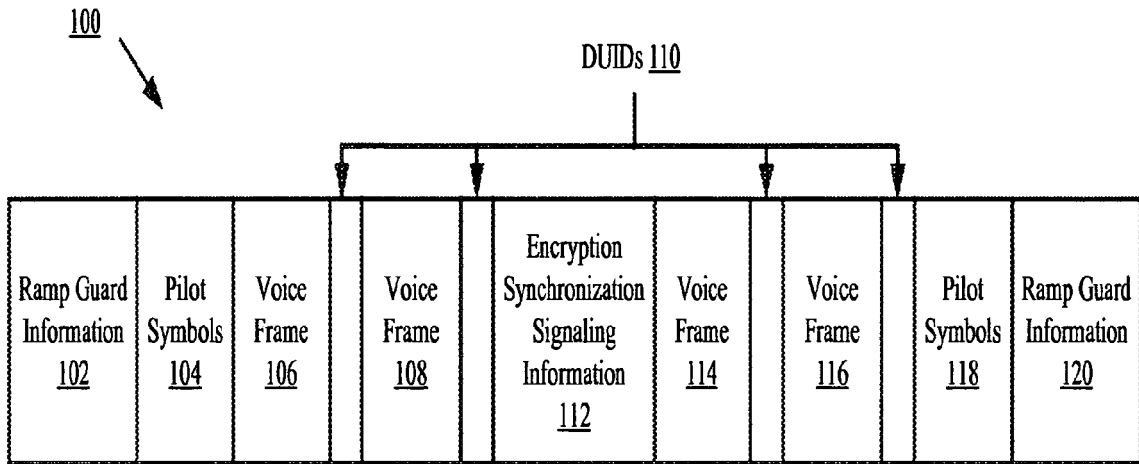 100
DUIDs 110
Ramp Guard
Information
102
Pilot
Symbols
104
Voice
Frame
106
Voice
Frame
108
Encryption
Synchronization
Signaling
Information
112
Voice
Frame
114
Voice
Frame
116
Pilot
Symbols
118
Ramp Guard
Information
120